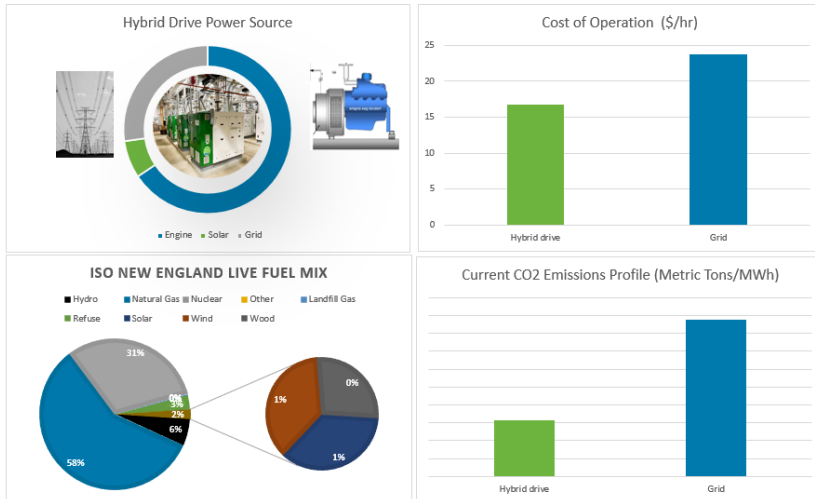 Hybrid Drive Power Source
Engine Solar Grid
Cost of Operation ($/hr)
25
20
15
10
5
0
Hybrid drive Grid
ISO NEW ENGLAND LIVE FUEL MIX
Hydro Natural Gas Nuclear Other Landfill Gas
Refuse Solar Wind Wood
31%
0%
3%
2%
6%
58%
0%
1%
1%
Current CO2 Emissions Profile (Metric Tons/MWh)
Hybrid drive Grid